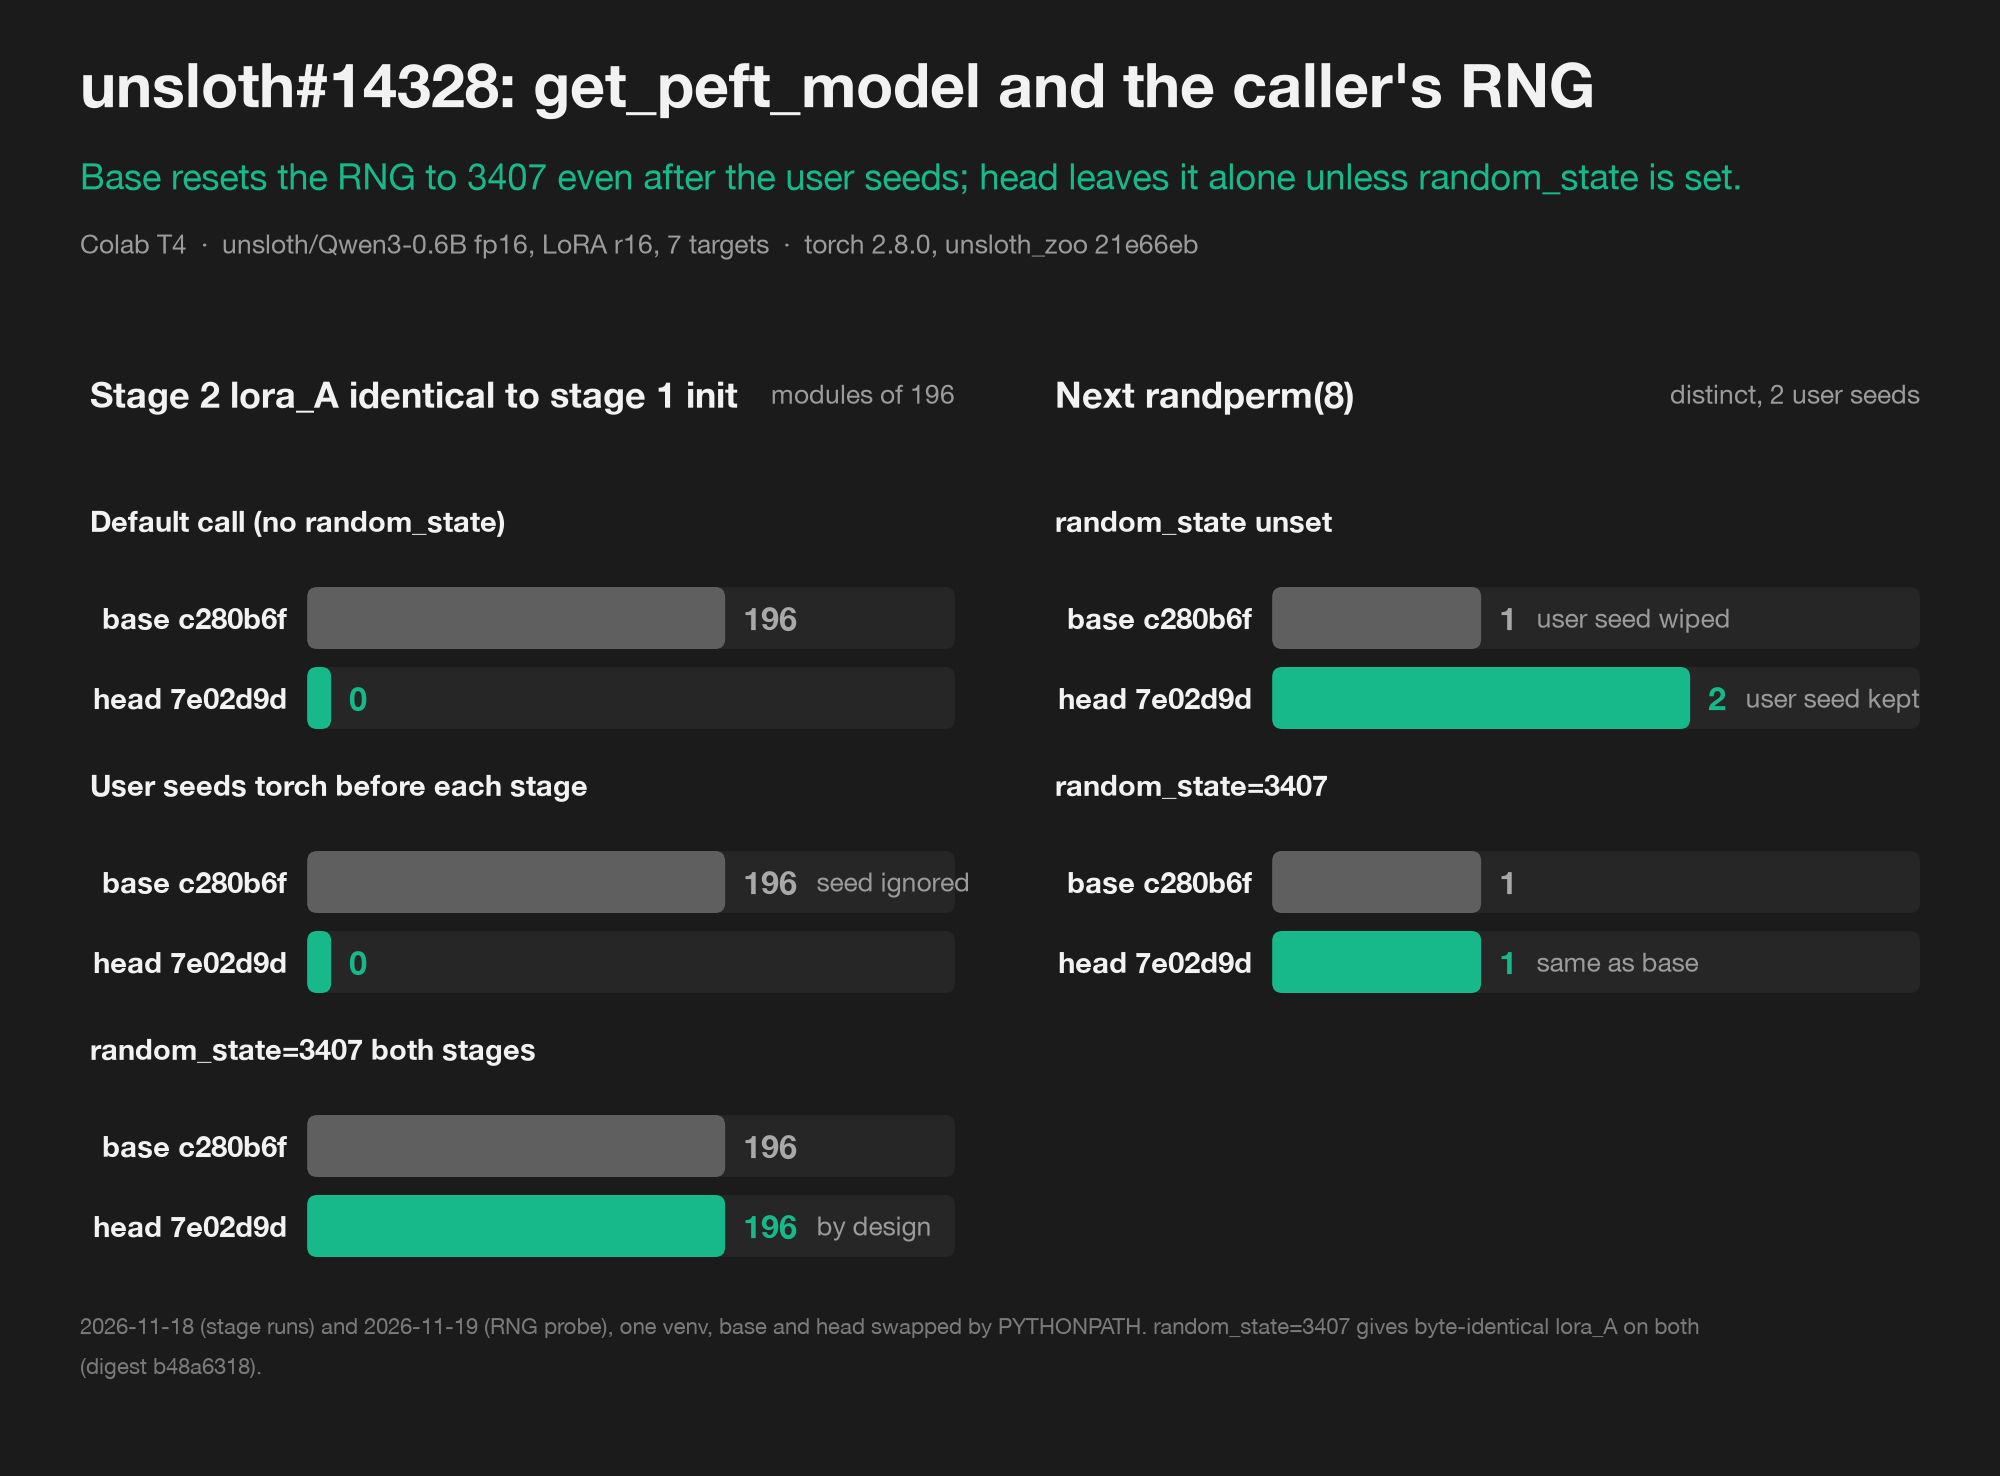 unsloth#14328: get_peft_model and the caller's RNG
Base resets the RNG to 3407 even after the user seeds; head leaves it alone unless random_state is set.
Colab T4 · unsloth/Qwen3-0.6B fp16, LoRA r16, 7 targets · torch 2.8.0, unsloth_zoo 21e66eb
Stage 2 lora_A identical to stage 1 init modules of 196
Default call (no random_state)
base c280b6f 196
head 7e02d9d 0
User seeds torch before each stage
base c280b6f 196 seed ignored
head 7e02d9d 0
random_state=3407 both stages
base c280b6f 196
head 7e02d9d 196 by design
Next randperm(8) distinct, 2 user seeds
random_state unset
base c280b6f 1 user seed wiped
head 7e02d9d 2 user seed kept
random_state=3407
base c280b6f 1
head 7e02d9d 1 same as base
2026-11-18 (stage runs) and 2026-11-19 (RNG probe), one venv, base and head swapped by PYTHONPATH. random_state=3407 gives byte-identical lora_A on both
(digest b48a6318).